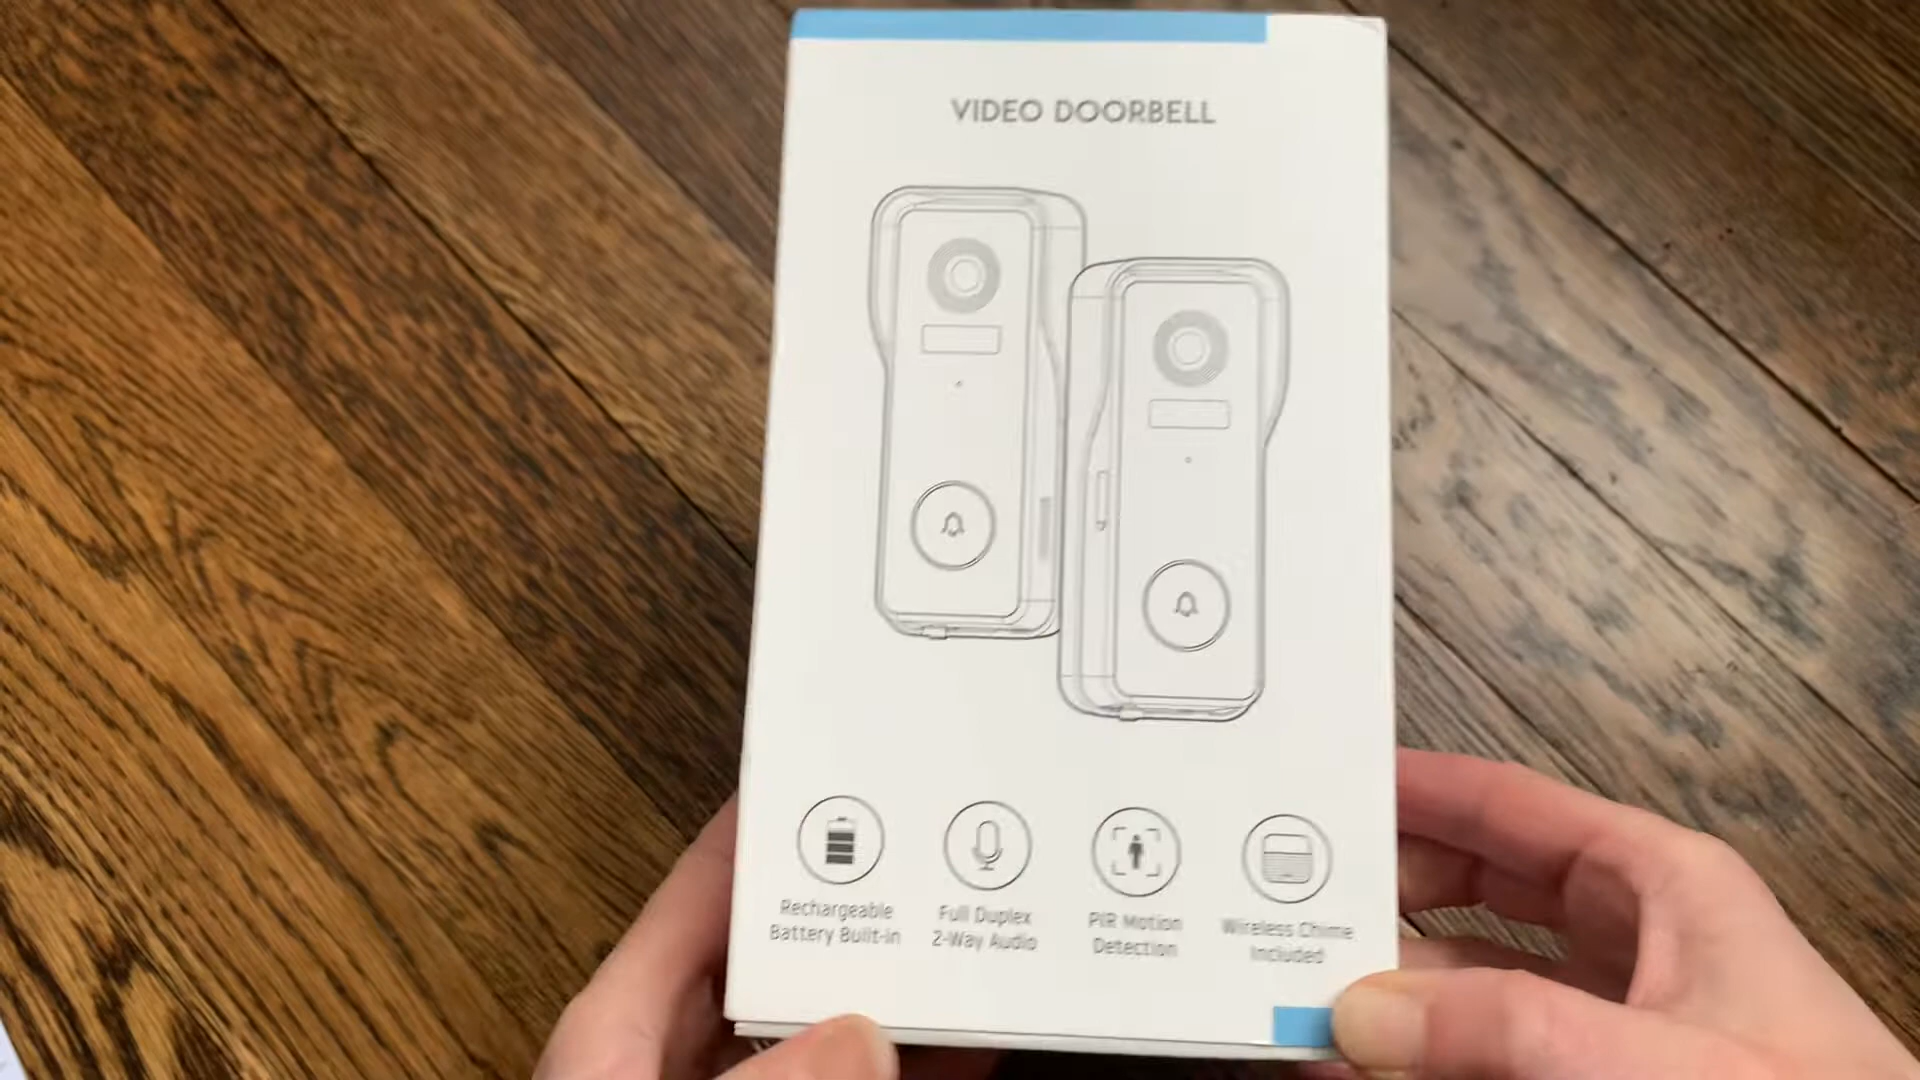 VIDEO DOORBELL
Rechargeable
Battery Built-in
Full Duplex
2-Way Audio
PIR Motion
Detection
Wireless Chime
Included